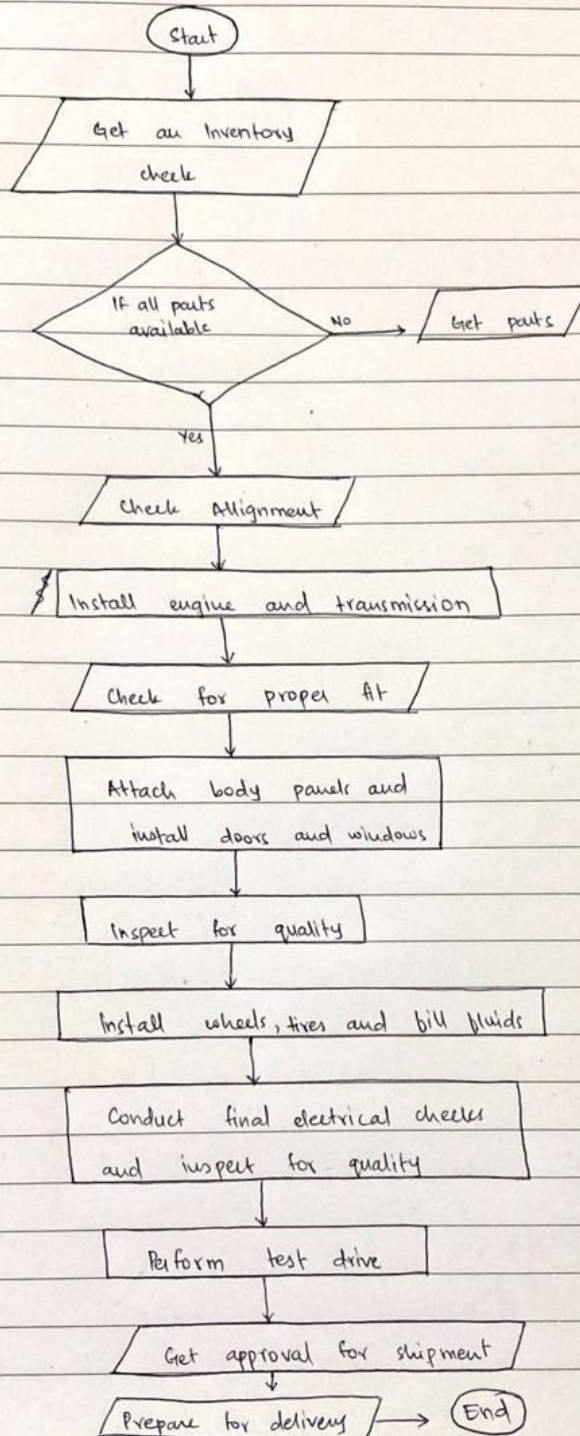 Start
Get an Inventory
check
If all parts
available
No
Get parts
Yes
Check Allignment
Install engine and transmission
Check for proper fit
Attach body panels and
install doors and windows
Inspect for quality
Install wheels, tires and fill fluids
Conduct final electrical checks
and inspect for quality
Perform test drive
Get approval for shipment
Prepare for delivery
End